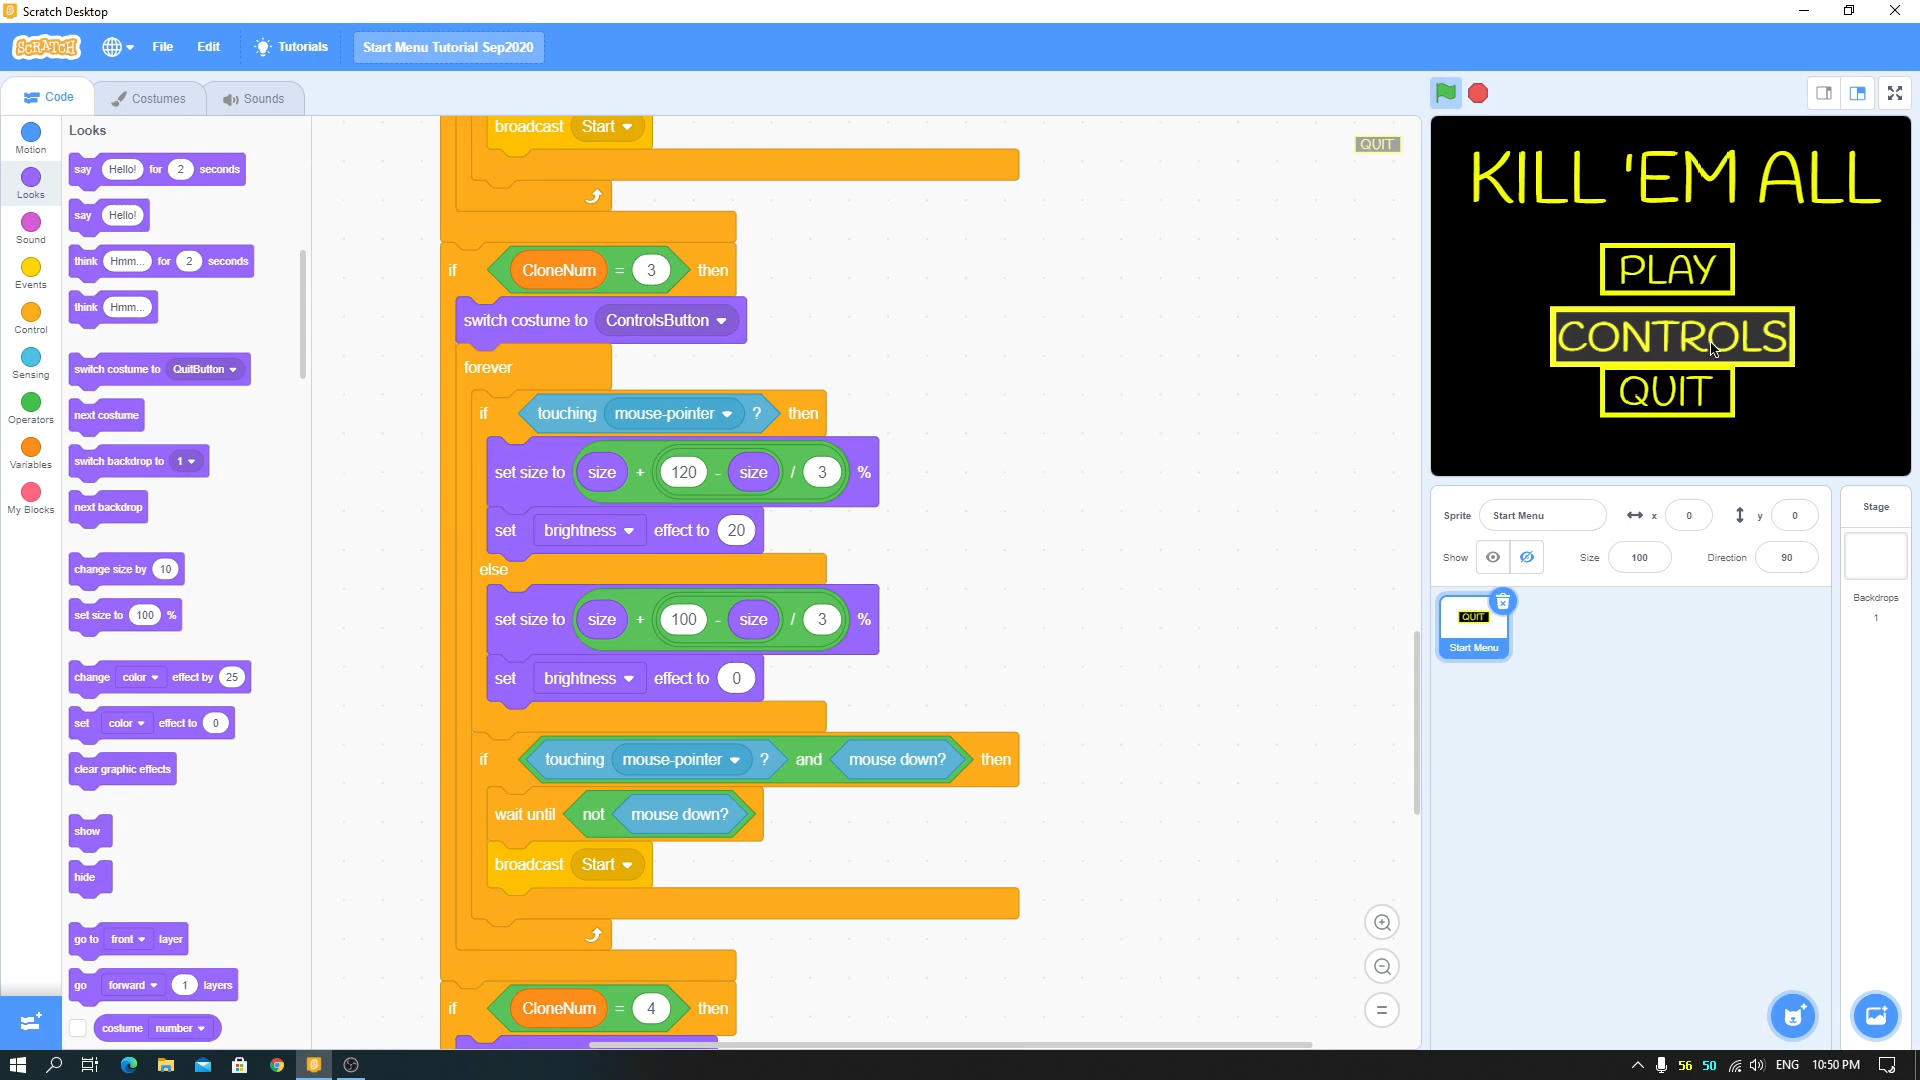 Scratch Desktop
SCRATCH
File
Edit
Tutorials
Start Menu Tutorial Sep2020
Code
Costumes
Sounds
Motion
Looks
Sound
Events
Control
Sensing
Operators
Variables
My Blocks
Looks
say Hello! for 2 seconds
say Hello!
think Hmm... for 2 seconds
think Hmm...
switch costume to QuitButton
next costume
switch backdrop to 1
next backdrop
change size by 10
set size to 100 %
change color effect by 25
set color effect to 0
clear graphic effects
show
hide
go to front layer
go forward 1 layers
costume number
broadcast Start
if CloneNum = 3 then
switch costume to ControlsButton
forever
if touching mouse-pointer ? then
set size to size + 120 - size / 3 %
set brightness effect to 20
else
set size to size + 100 - size / 3 %
set brightness effect to 0
if touching mouse-pointer ? and mouse down? then
wait until not mouse down?
broadcast Start
if CloneNum = 4 then
QUIT
KILL 'EM ALL
PLAY
CONTROLS
QUIT
Sprite Start Menu x 0 y 0
Show Size 100 Direction 90
QUIT
Start Menu
Stage
Backdrops
1
56 50 ENG 10:50 PM